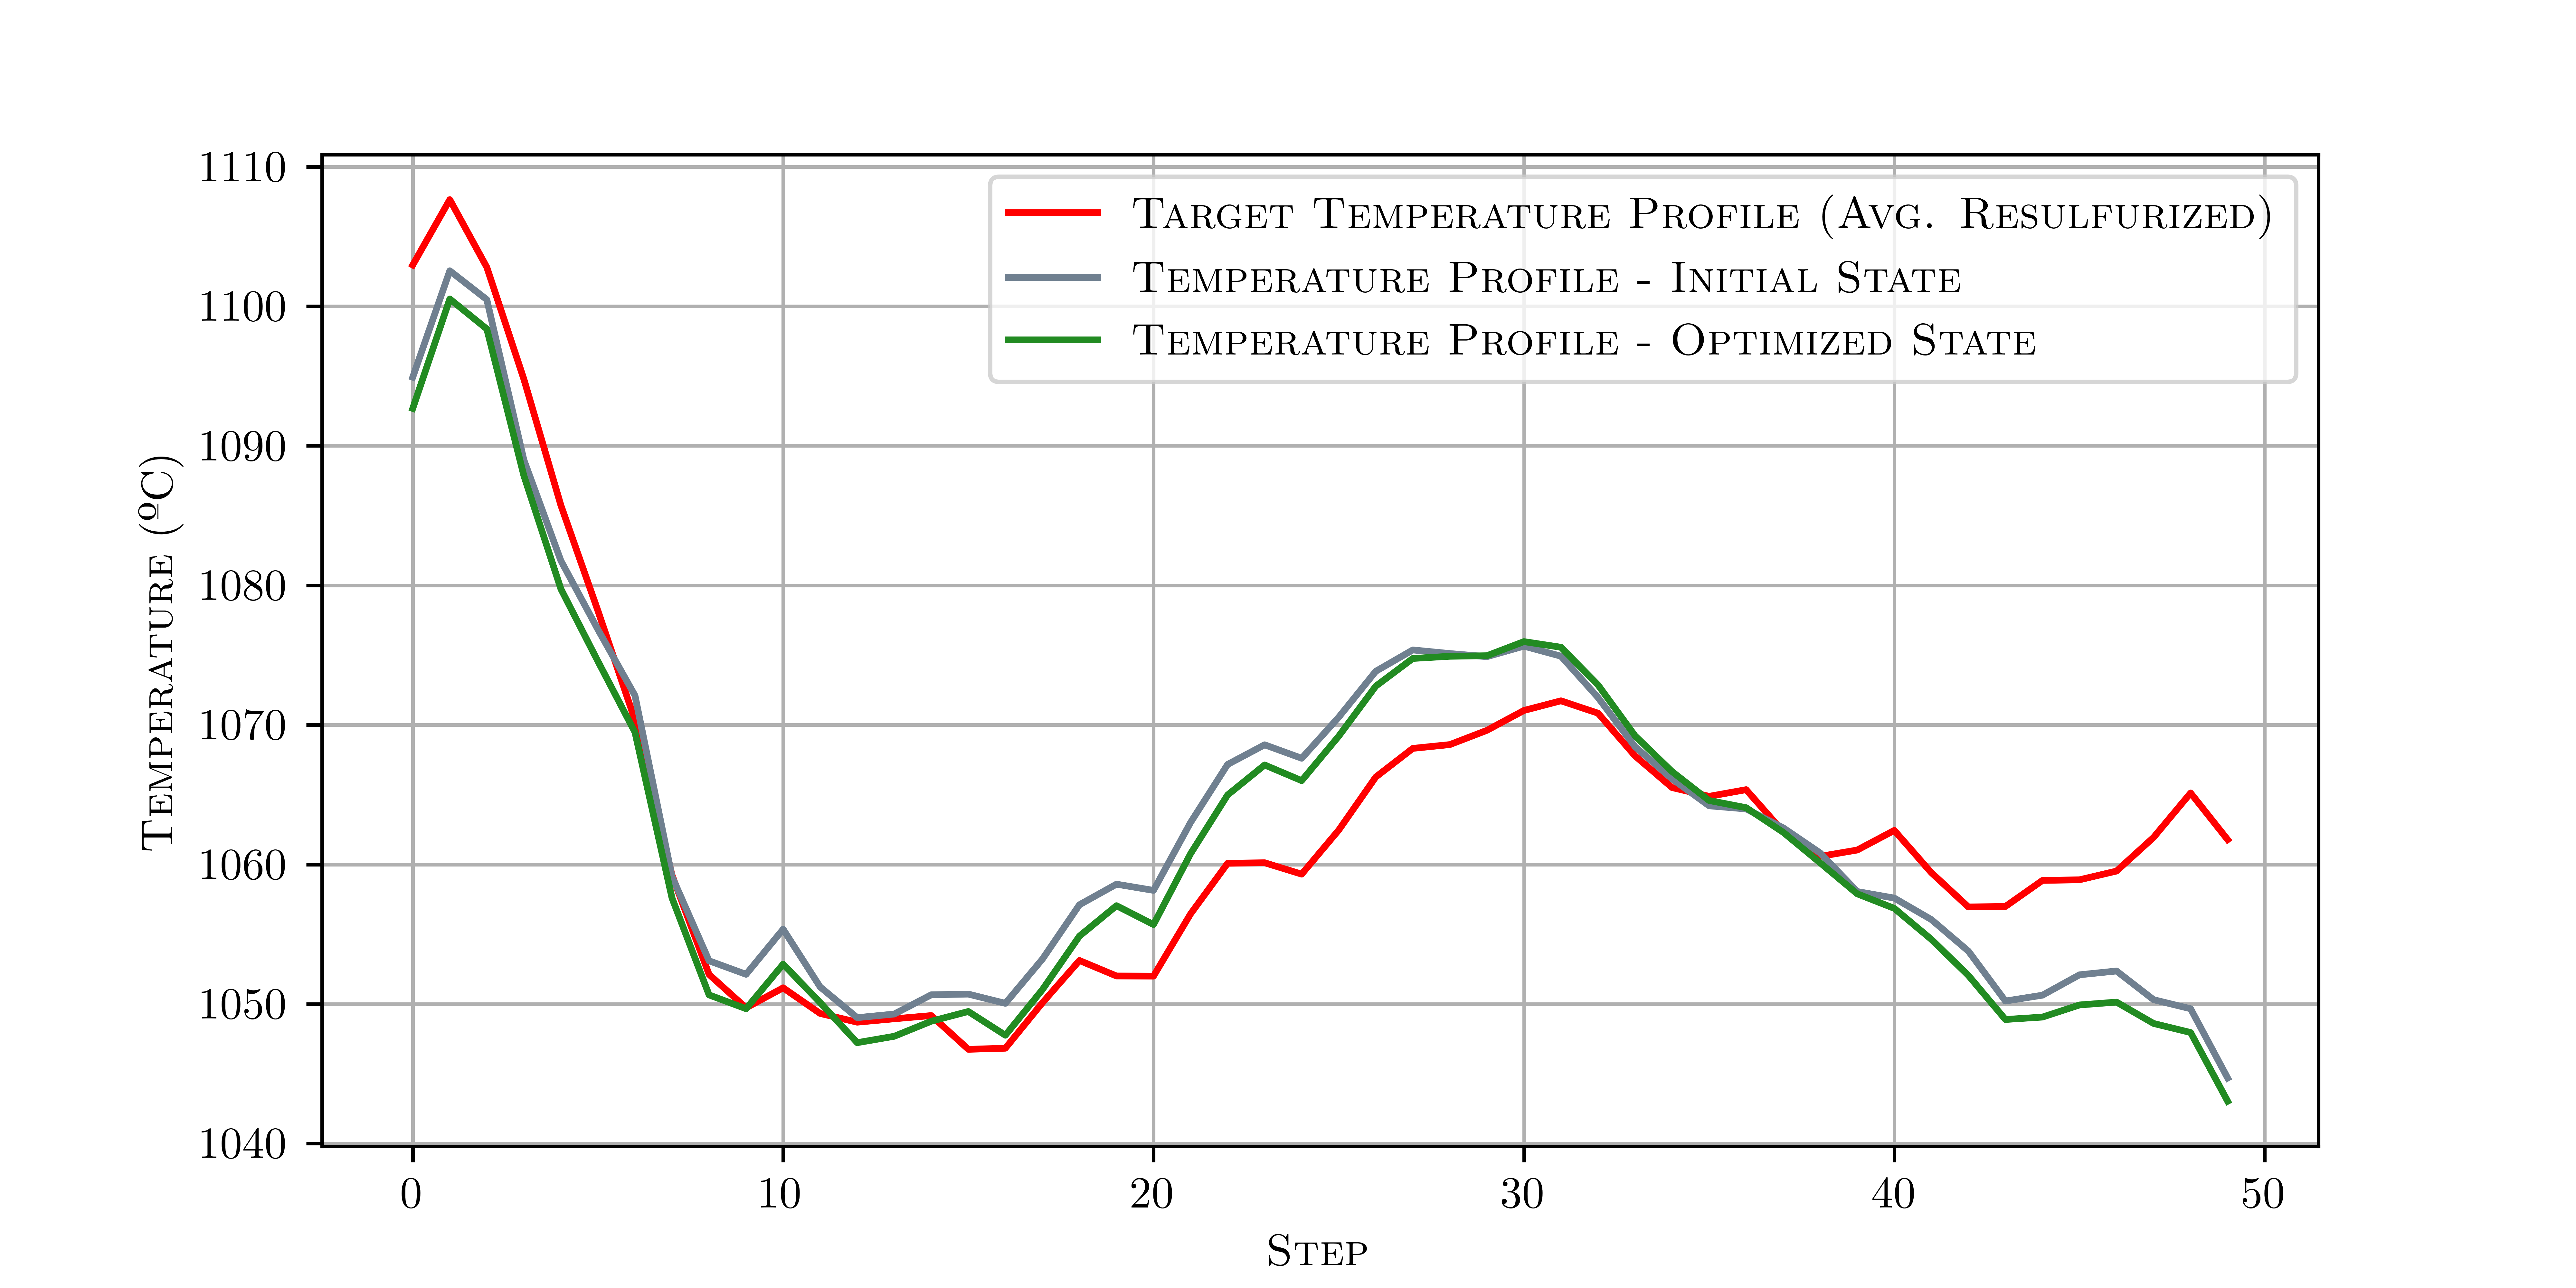 1110
1100
1090
1080
1070
1060
1050
1040
Temperature (ºC)
Target Temperature Profile (Avg. Resulfurized)
Temperature Profile - Initial State
Temperature Profile - Optimized State
0 10 20 30 40 50
Step